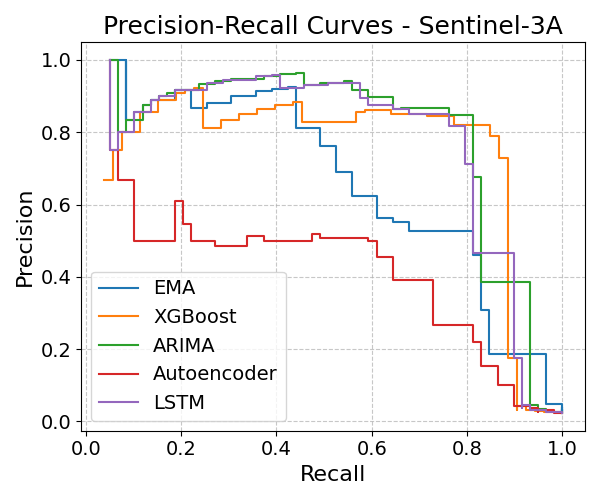 Precision-Recall Curves - Sentinel-3A
Precision
1.0
0.8
0.6
0.4
0.2
0.0
EMA
XGBoost
ARIMA
Autoencoder
LSTM
0.0 0.2 0.4 0.6 0.8 1.0
Recall